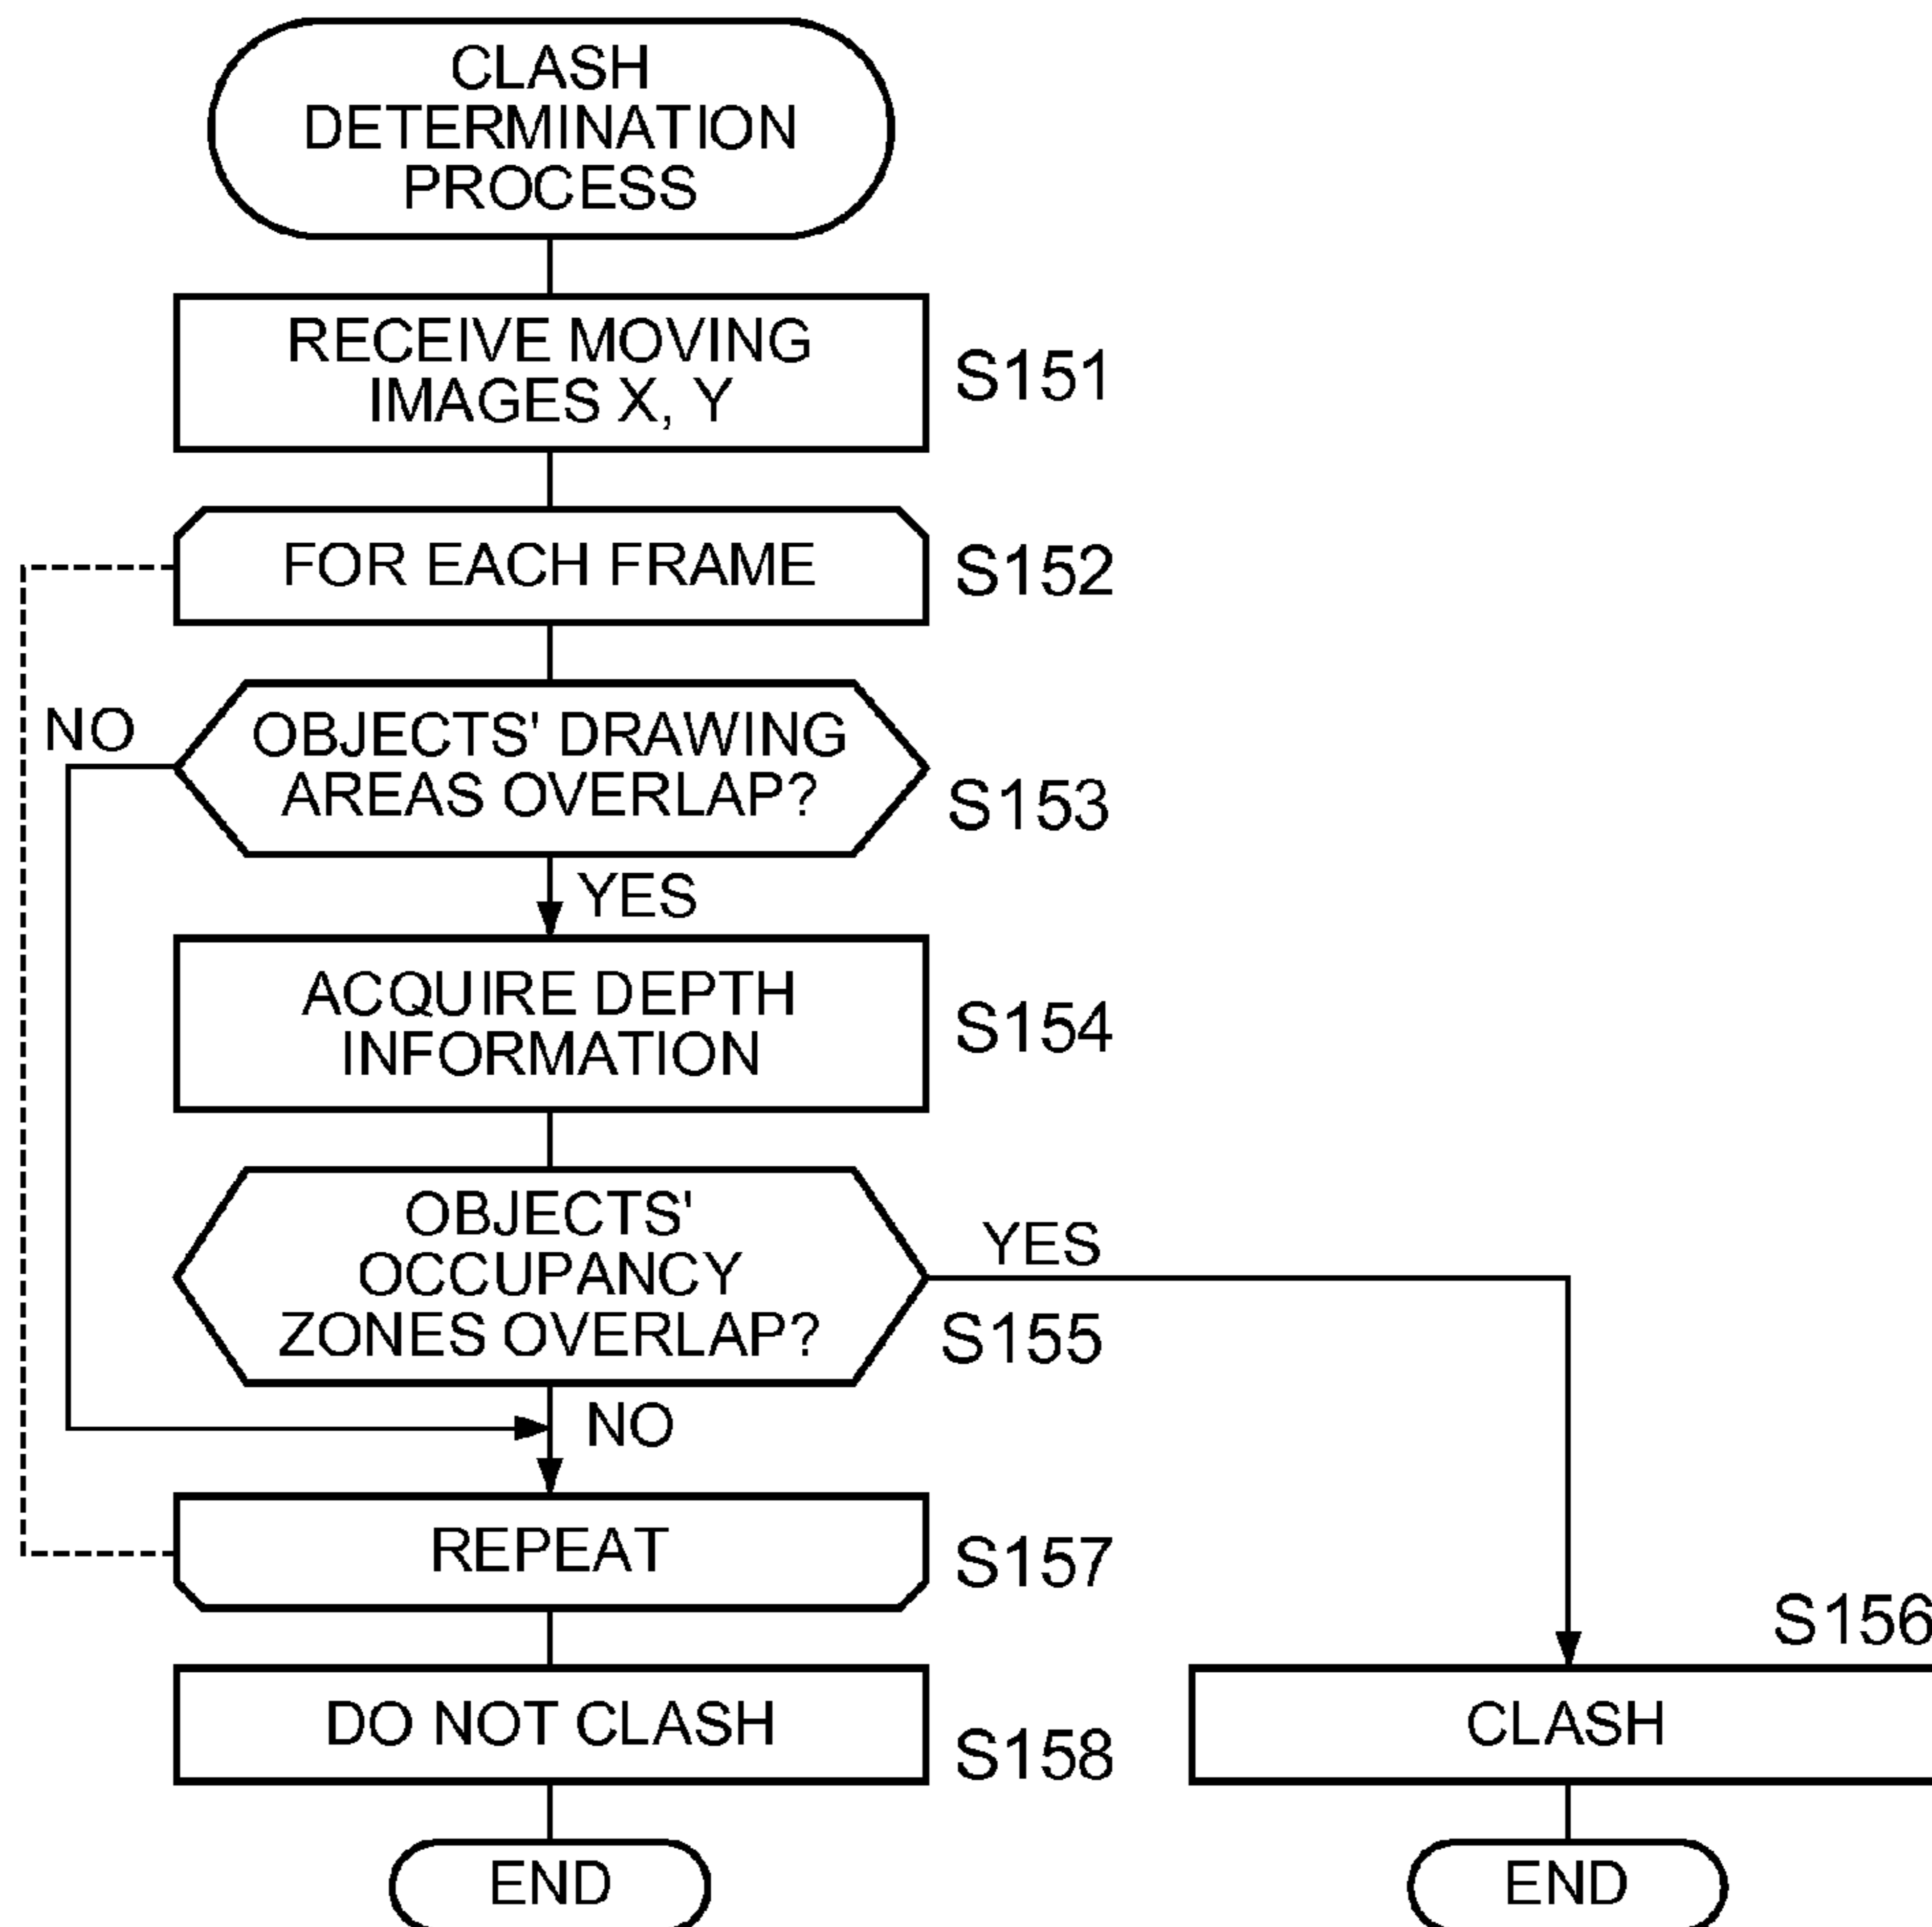 CLASH
DETERMINATION
PROCESS
RECEIVE MOVING
IMAGES X, Y
S151
FOR EACH FRAME
S152
NO
OBJECTS' DRAWING
AREAS OVERLAP?
S153
YES
ACQUIRE DEPTH
INFORMATION
S154
OBJECTS'
OCCUPANCY
ZONES OVERLAP?
YES
S155
NO
REPEAT
S157
S156
DO NOT CLASH
S158
CLASH
END
END